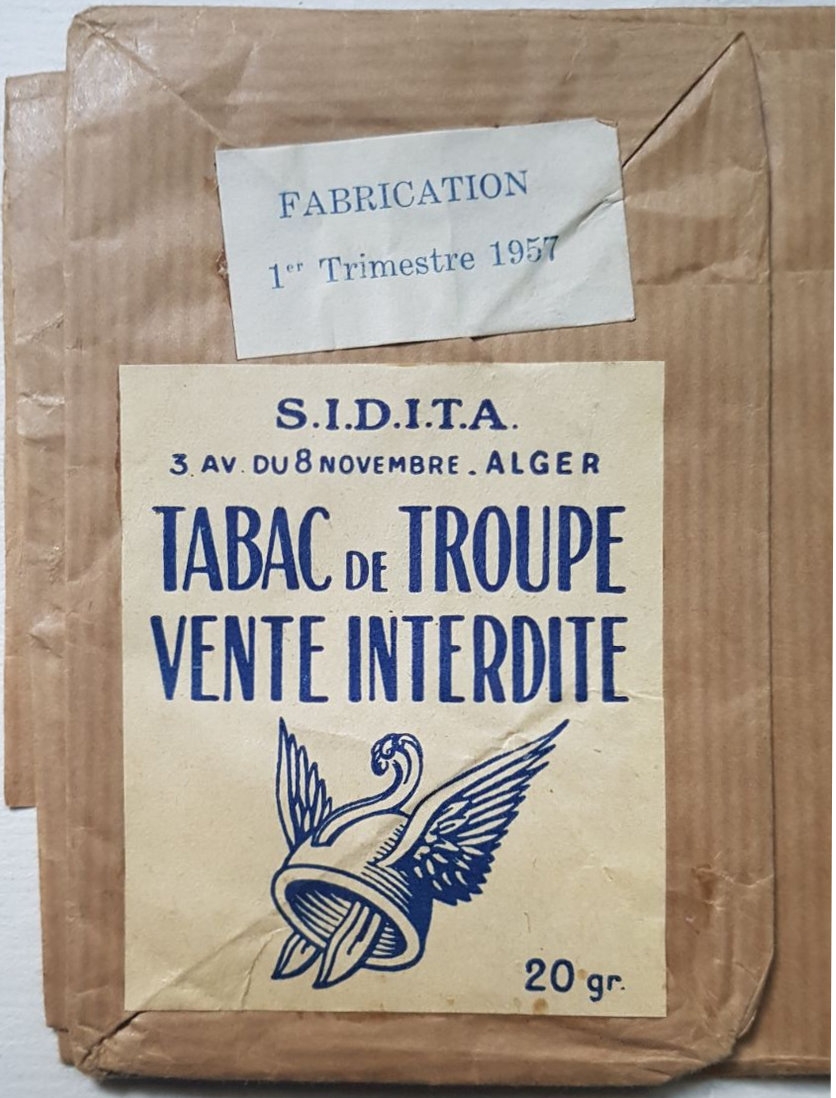 FABRICATION
1er Trimestre 1957
S.I.D.I.T.A.
3 AV. DU 8 NOVEMBRE - ALGER
TABAC DE TROUPE
VENTE INTERDITE
20 gr.